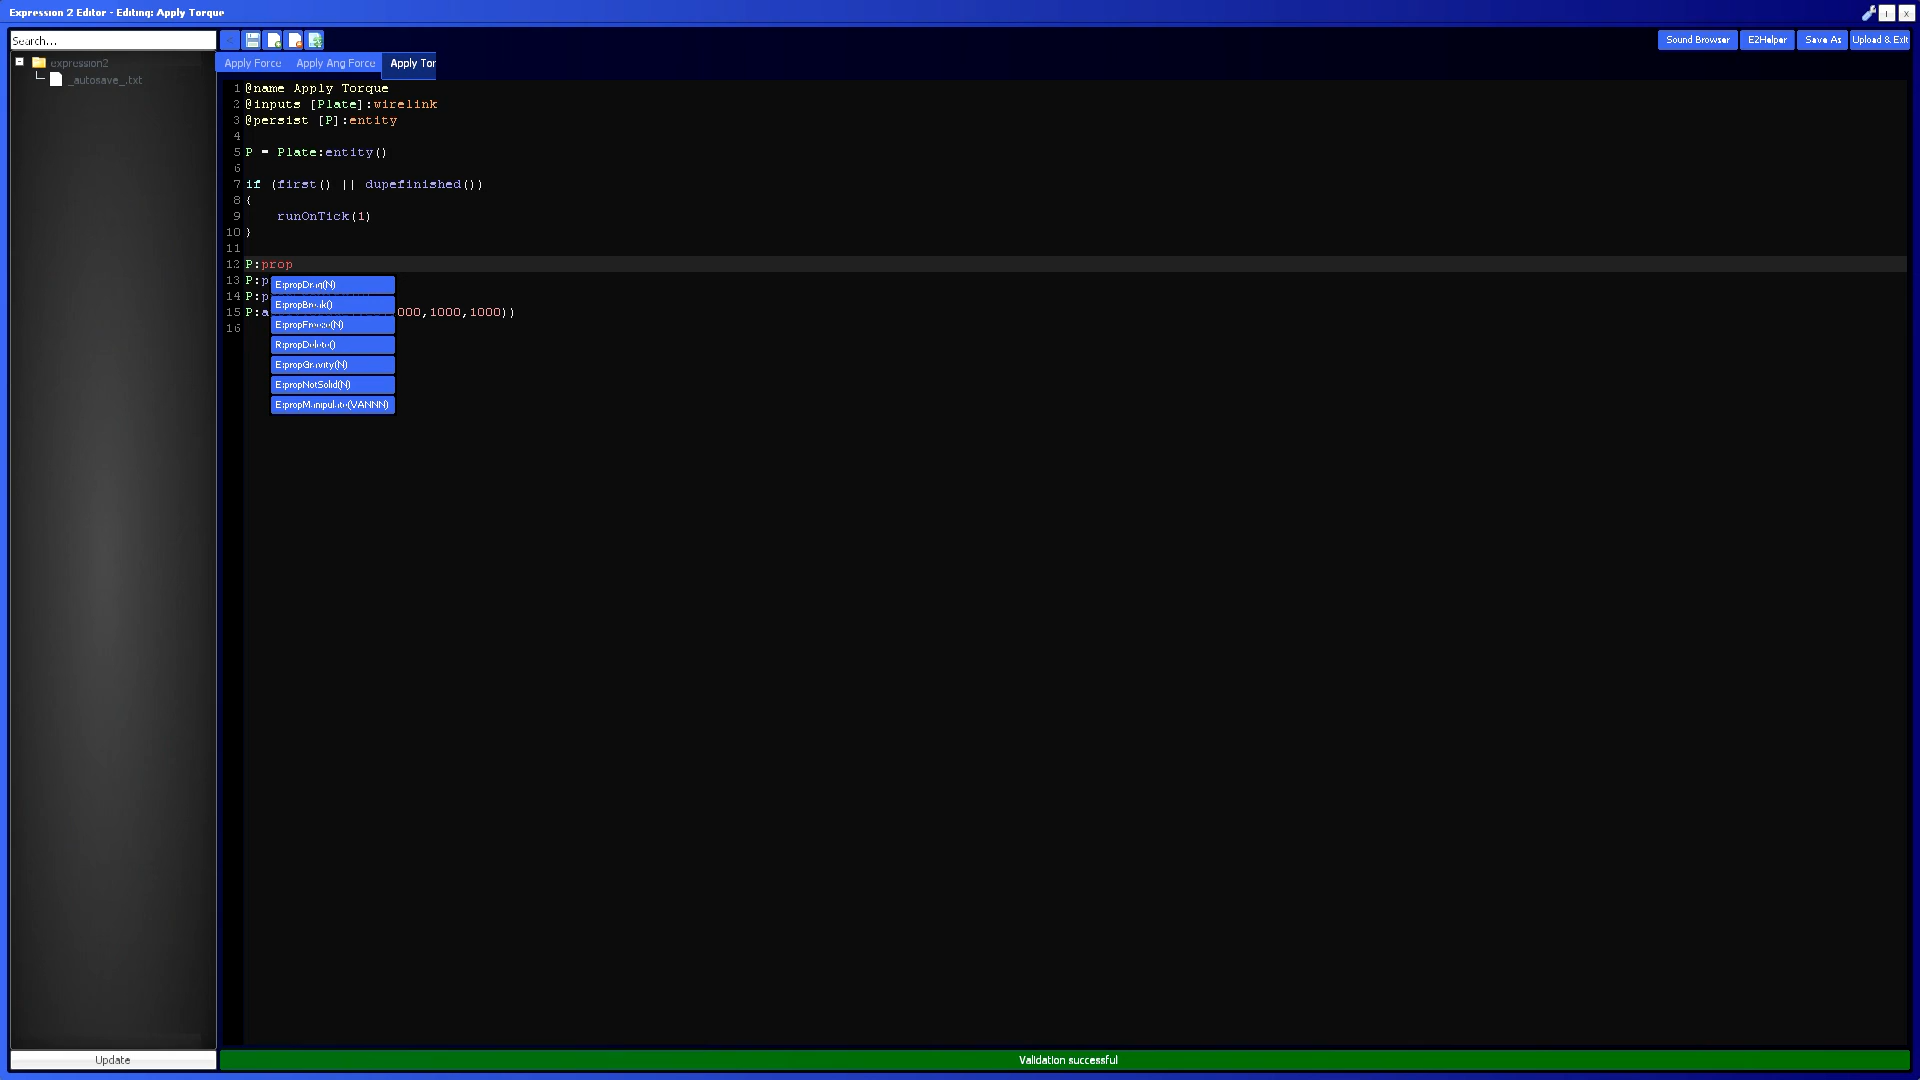 Expression 2 Editor - Editing: Apply Torque
Search...
Sound Browser E2Helper Save As Upload & Exit
expression2
_autosave_.txt
Apply Force Apply Ang Force Apply Tor
1 @name Apply Torque
2 @inputs [Plate]:wirelink
3 @persist [P]:entity
4
5 P = Plate:entity()
6
7 if (first() || dupefinished())
8 {
9 runOnTick(1)
10 }
11
12 P:prop
13 P:p
14 P:p
15 P:a 000,1000,1000))
16
E:propDrag(N)
E:propBreak()
E:propFreeze(N)
R:propDelete()
E:propGravity(N)
E:propNotSolid(N)
E:propManipulate(VANNN)
Update
Validation successful